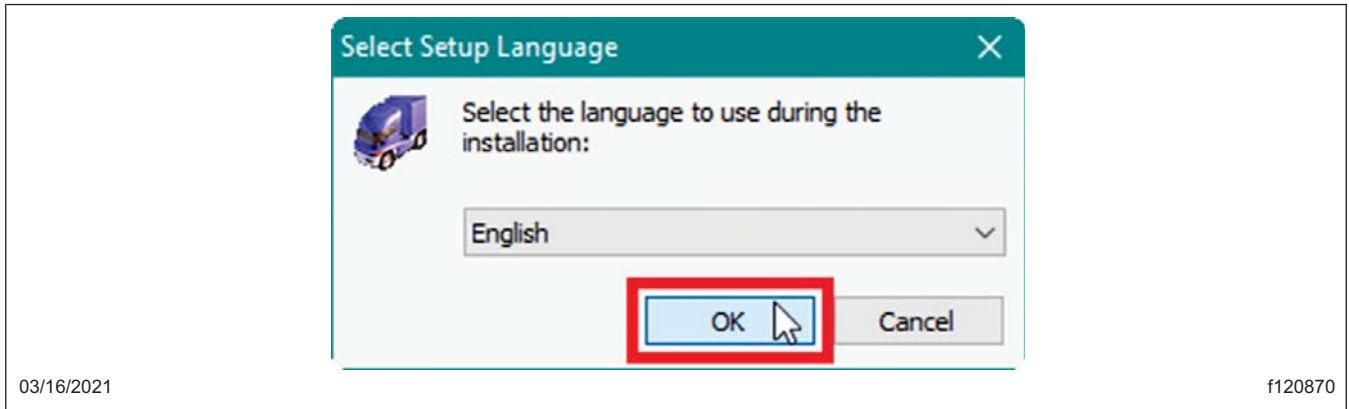 Select Setup Language
Select the language to use during the
installation:
English
OK
Cancel
03/16/2021
f120870